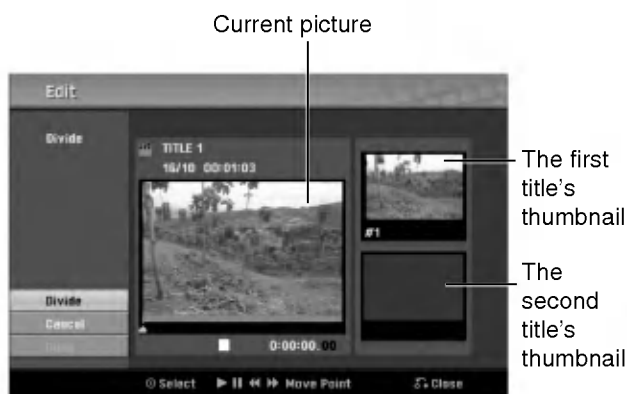 Current picture
Edit
Divide
TITLE 1
16/10 00:01:03
The first
title's
thumbnail
#1
The
second
title's
thumbnail
Divide
Cancel
Done
0:00:00.00
Select
Move Point
Close